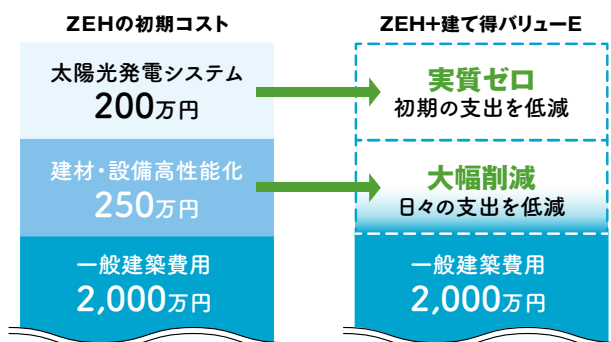 ZEHの初期コスト
太陽光発電システム
200万円
建材・設備高性能化
250万円
一般建築費用
2,000万円
ZEH+建て得バリューE
実質ゼロ
初期の支出を低減
大幅削減
日々の支出を低減
一般建築費用
2,000万円